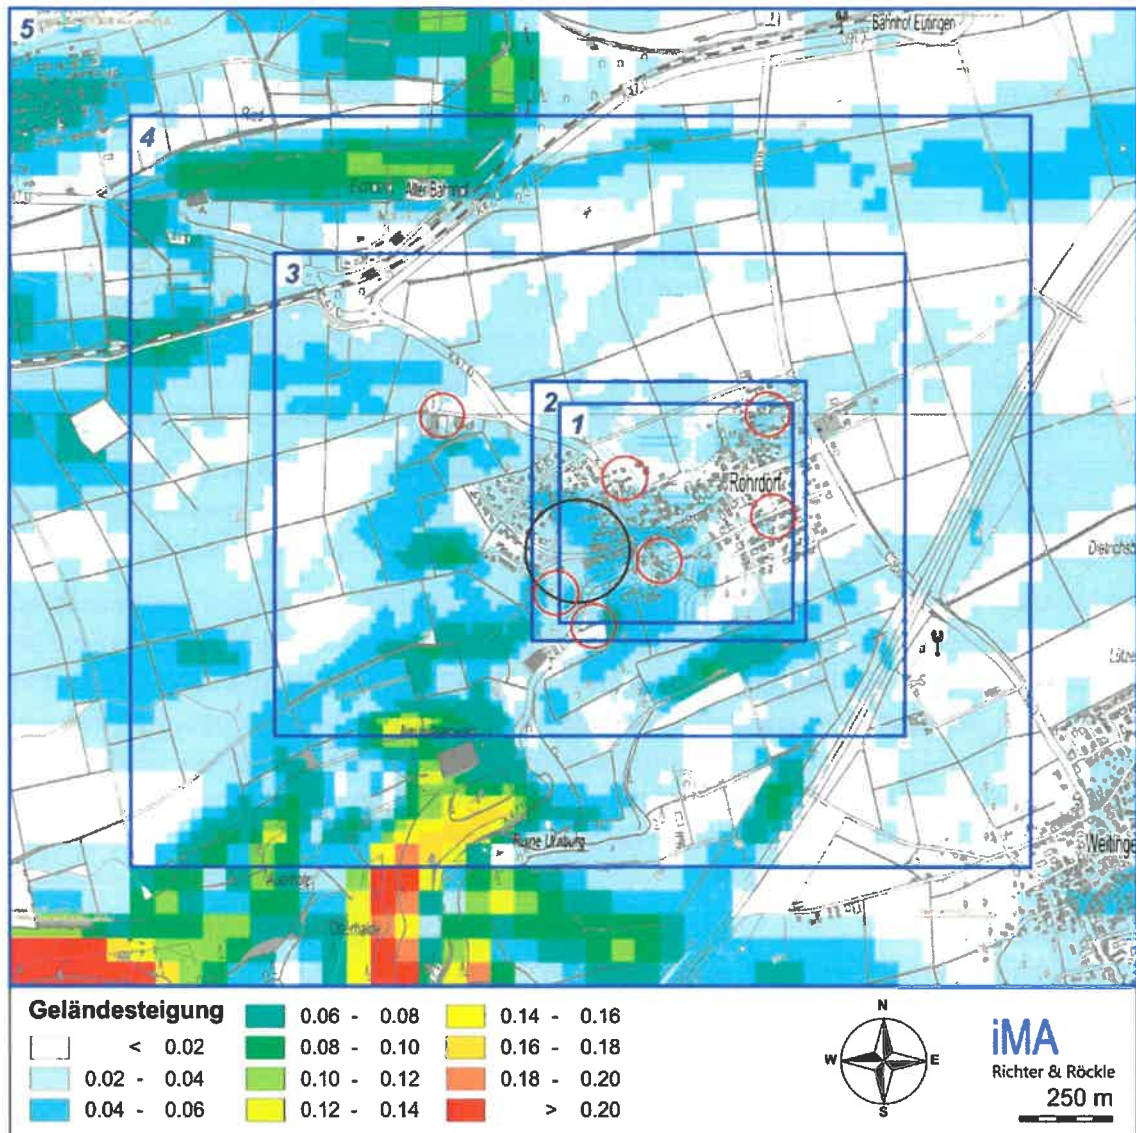 5
Bahnhof Eutingen
4
Ried
Alter Bahnhof
3
2
1
Rohrdorf
Ruine Urnburg
Geländesteigung
< 0.02
0.02 - 0.04
0.04 - 0.06
0.06 - 0.08
0.08 - 0.10
0.10 - 0.12
0.12 - 0.14
0.14 - 0.16
0.16 - 0.18
0.18 - 0.20
> 0.20
N
W E
S
iMA
Richter & Röckle
250 m